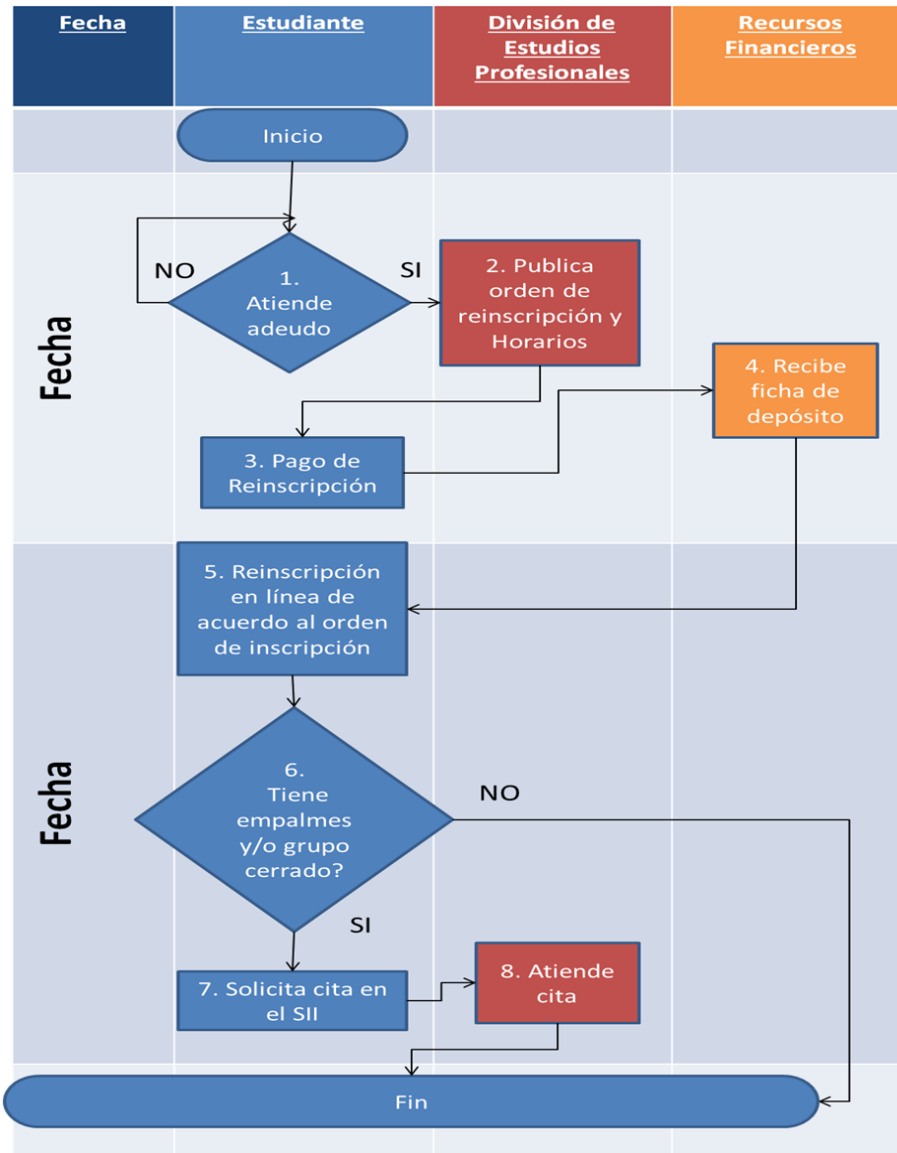 Fecha
Estudiante
División de
Estudios
Profesionales
Recursos
Financieros
Inicio
Fecha
NO
1.
Atiende
adeudo
SI
2. Publica
orden de
reinscripción y
Horarios
3. Pago de
Reinscripción
4. Recibe
ficha de
depósito
Fecha
5. Reinscripción
en línea de
acuerdo al orden
de inscripción
6.
Tiene
empalmes
y/o grupo
cerrado?
NO
SI
7. Solicita cita en
el SII
8. Atiende
cita
Fin